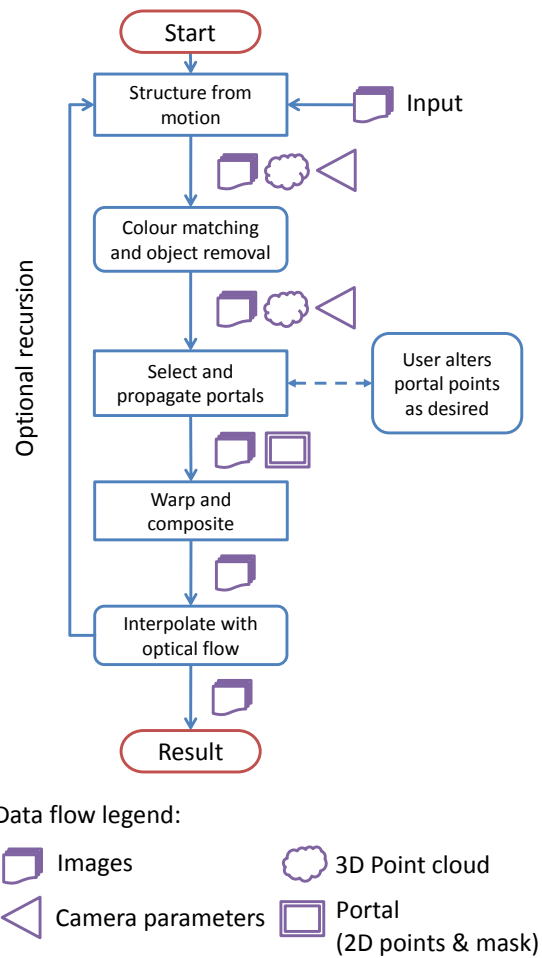 Start
Structure from
motion
Input
Colour matching
and object removal
Optional recursion
Select and
propagate portals
User alters
portal points
as desired
Warp and
composite
Interpolate with
optical flow
Result
Data flow legend:
Images
3D Point cloud
Camera parameters
Portal
(2D points & mask)